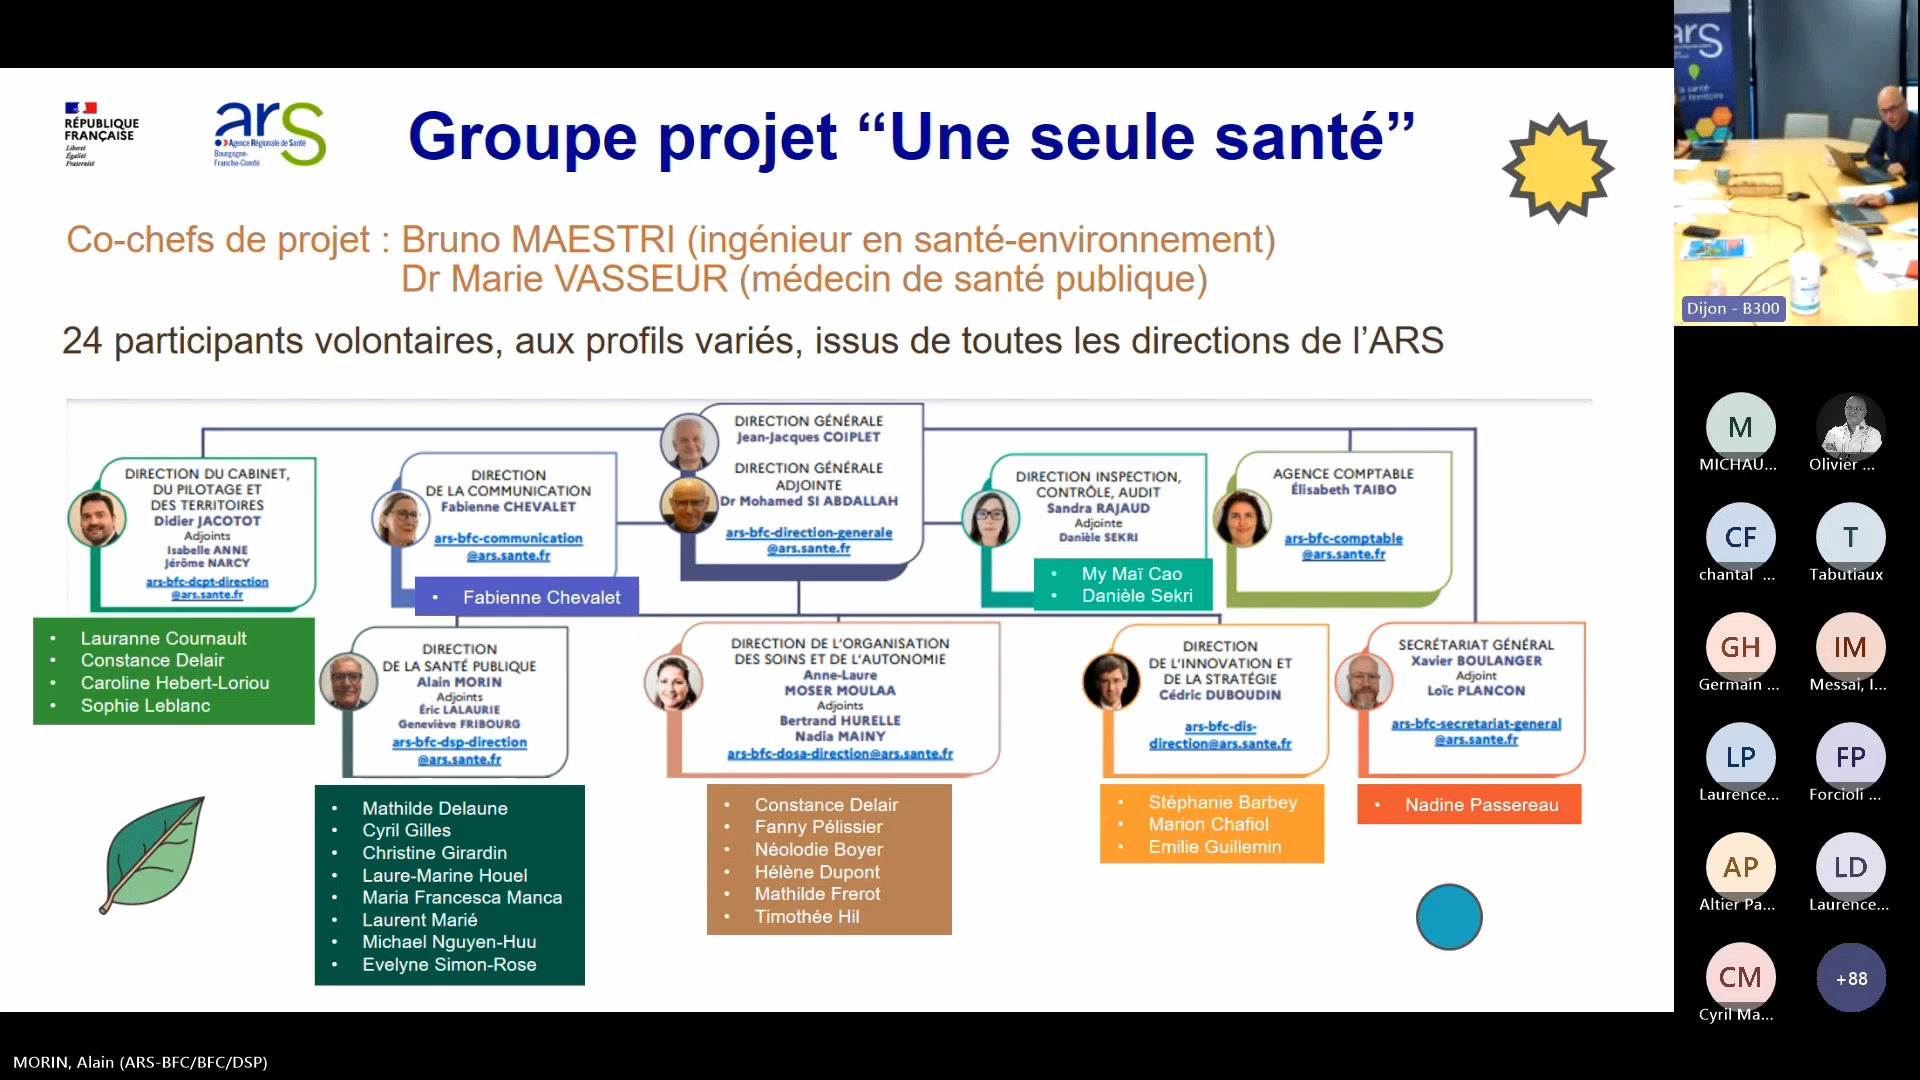 RÉPUBLIQUE
FRANÇAISE
Liberté
Égalité
Fraternité
ars
Agence Régionale de Santé
Bourgogne-
Franche-Comté
Groupe projet “Une seule santé”
Co-chefs de projet : Bruno MAESTRI (ingénieur en santé-environnement)
Dr Marie VASSEUR (médecin de santé publique)
24 participants volontaires, aux profils variés, issus de toutes les directions de l’ARS
DIRECTION DU CABINET,
DU PILOTAGE ET
DES TERRITOIRES
Didier JACOTOT
Adjoints
Isabelle ANNE
Jérôme NARCY
ars-bfc-dcpt-direction
@ars.sante.fr
• Lauranne Cournault
• Constance Delair
• Caroline Hebert-Loriou
• Sophie Leblanc
DIRECTION
DE LA COMMUNICATION
Fabienne CHEVALET
ars-bfc-communication
@ars.sante.fr
• Fabienne Chevalet
DIRECTION GÉNÉRALE
Jean-Jacques COIPLET
DIRECTION GÉNÉRALE
ADJOINTE
Dr Mohamed SI ABDALLAH
ars-bfc-direction-generale
@ars.sante.fr
DIRECTION INSPECTION,
CONTRÔLE, AUDIT
Sandra RAJAUD
Adjointe
Danièle SEKRI
• My Maï Cao
• Danièle Sekri
AGENCE COMPTABLE
Élisabeth TAIBO
ars-bfc-comptable
@ars.sante.fr
DIRECTION
DE LA SANTÉ PUBLIQUE
Alain MORIN
Adjoints
Éric LALAURIE
Geneviève FRIBOURG
ars-bfc-dsp-direction
@ars.sante.fr
• Mathilde Delaune
• Cyril Gilles
• Christine Girardin
• Laure-Marine Houel
• Maria Francesca Manca
• Laurent Marié
• Michael Nguyen-Huu
• Evelyne Simon-Rose
DIRECTION DE L’ORGANISATION
DES SOINS ET DE L’AUTONOMIE
Anne-Laure
MOSER MOULAA
Adjoints
Bertrand HURELLE
Nadia MAINY
ars-bfc-dosa-direction@ars.sante.fr
• Constance Delair
• Fanny Pélissier
• Néolodie Boyer
• Hélène Dupont
• Mathilde Frerot
• Timothée Hil
DIRECTION
DE L’INNOVATION ET
DE LA STRATÉGIE
Cédric DUBOUDIN
ars-bfc-dis-
direction@ars.sante.fr
• Stéphanie Barbey
• Marion Chafiol
• Emilie Guillemin
SECRÉTARIAT GÉNÉRAL
Xavier BOULANGER
Adjoint
Loïc PLANCON
ars-bfc-secretariat-general
@ars.sante.fr
• Nadine Passereau
ars
Dijon - B300
M
MICHAU...
Olivier ...
CF
chantal ...
T
Tabutiaux
GH
Germain ...
IM
Messai, I...
LP
Laurence...
FP
Forcioli ...
AP
Altier Pa...
LD
Laurence...
CM
Cyril Ma...
+88
MORIN, Alain (ARS-BFC/BFC/DSP)